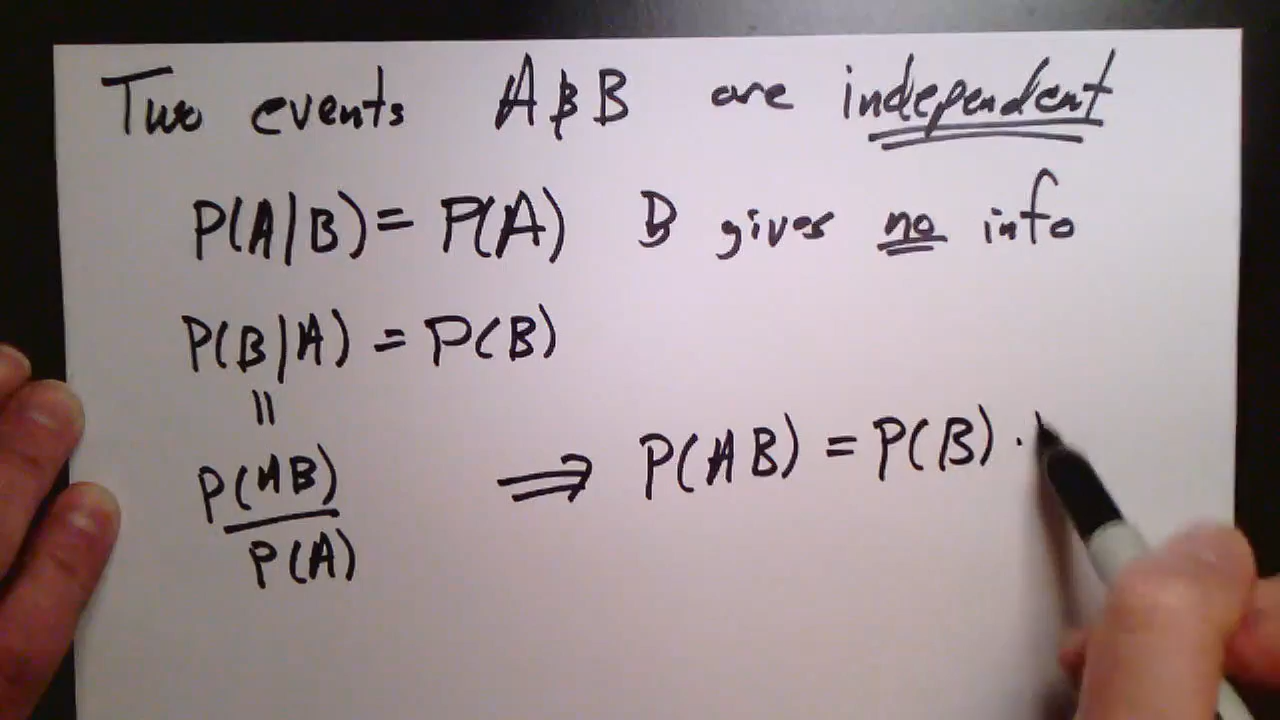 Two events A & B are independent
P(A|B) = P(A) B gives no info
P(B|A) = P(B)
=
P(AB)
P(A)
⟹ P(AB) = P(B) ·